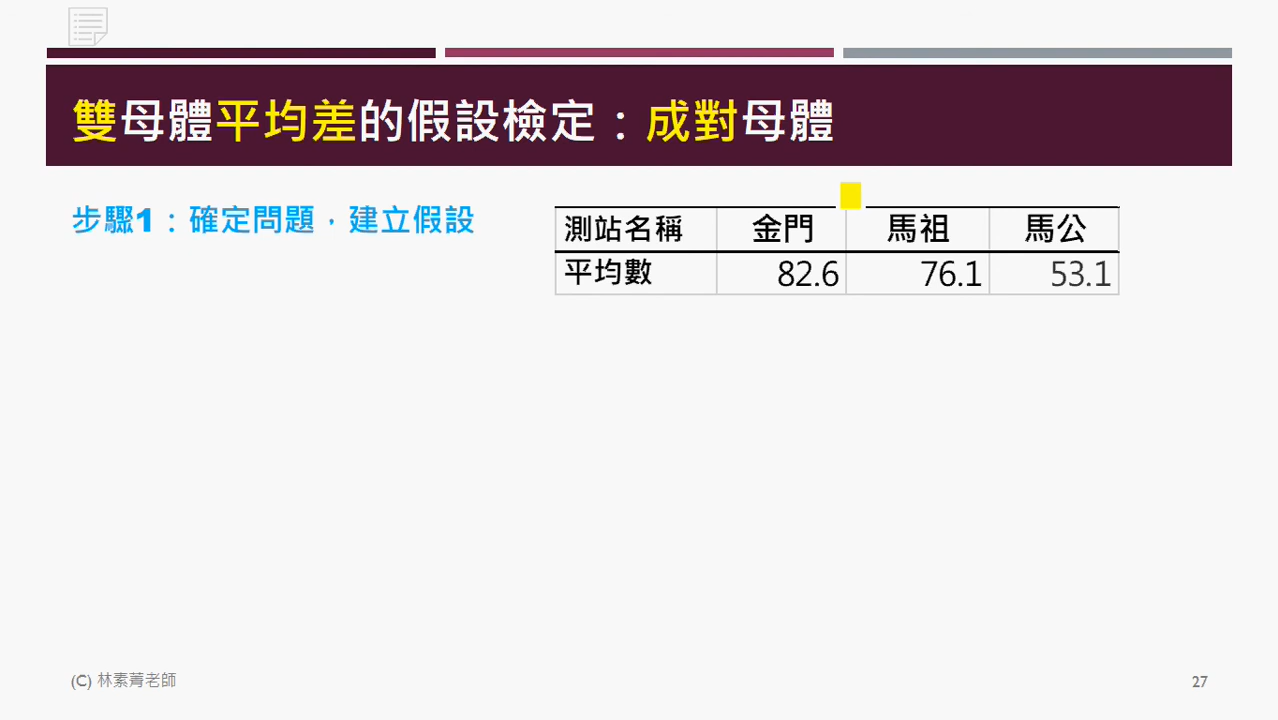 雙母體平均差的假設檢定：成對母體
步驟1：確定問題，建立假設
測站名稱 金門 馬祖 馬公
平均數 82.6 76.1 53.1
(C) 林素菁老師
27